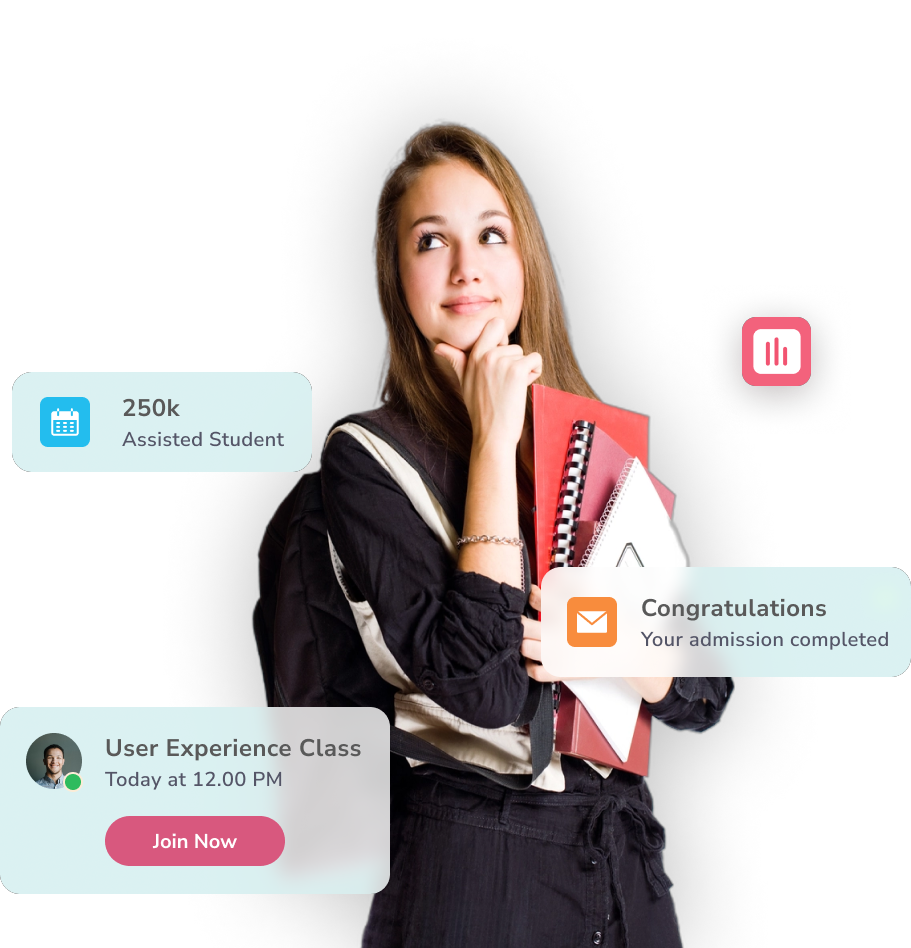 250k
Assisted Student
Congratulations
Your admission completed
User Experience Class
Today at 12.00 PM
Join Now